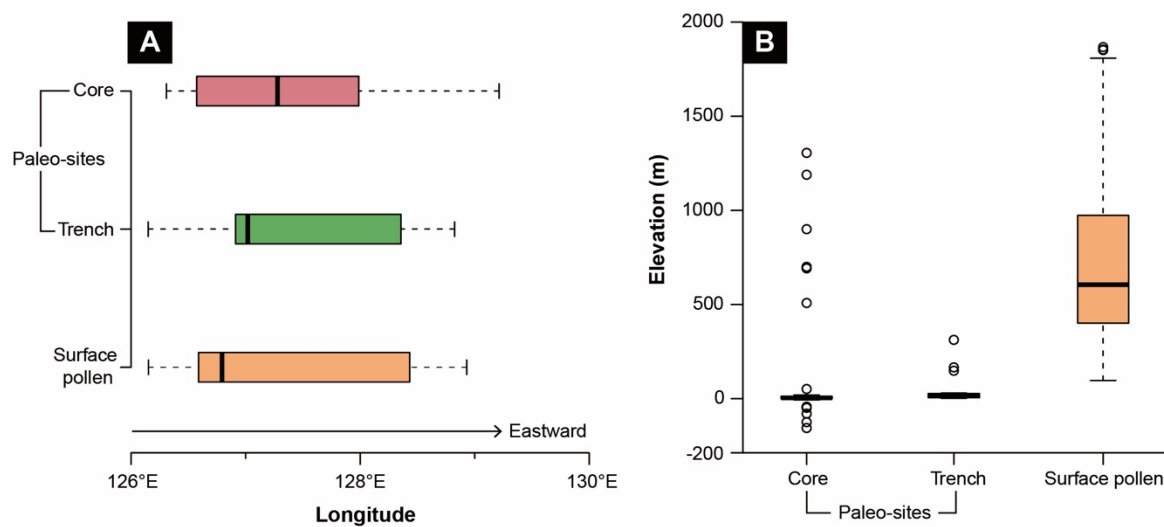 A
Core
Paleo-sites
Trench
Surface
pollen
Eastward
126°E
128°E
130°E
Longitude
B
2000
1500
1000
500
0
-200
Elevation (m)
Core
Trench
Surface pollen
Paleo-sites